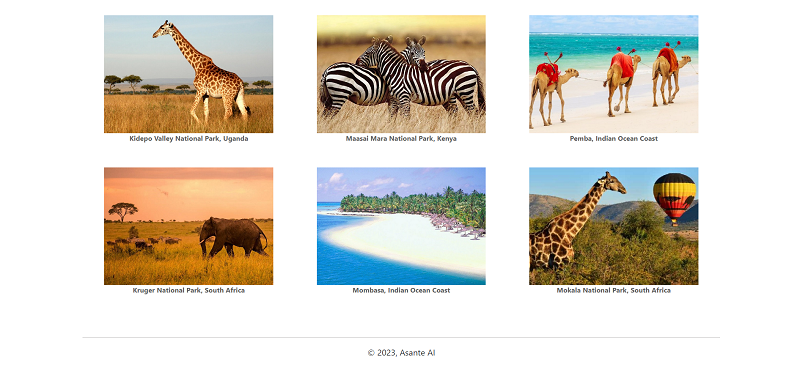 Kidepo Valley National Park, Uganda
Maasai Mara National Park, Kenya
Pemba, Indian Ocean Coast
Kruger National Park, South Africa
Mombasa, Indian Ocean Coast
Mokala National Park, South Africa
© 2023, Asante AI